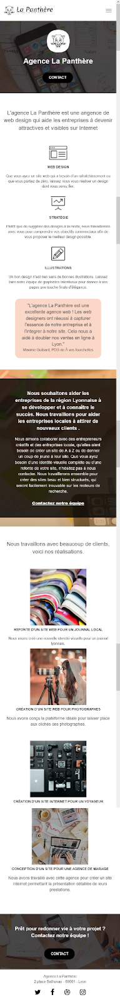 La Panthère
Agence La Panthère
CONTACT
L'agence La Panthère est une angence de
web design qui aide les entreprises à devenir
attractives et visibles sur Internet
WEB DESIGN
Que vous ayez un site web qui a besoin d'un rafraîchissement ou
que vous partiez de zéro, laissez nous vous réaliser un design
dont vous serez fier.
STRATÉGIE
Plutôt que de suggérer des designs à la mode, nous travaillerons
avec vous pour comprendre vos objectifs commerciaux afin de
vous proposer le meilleur design possible.
ILLUSTRATIONS
Un bon design n'est rien sans de bonnes illustrations. Laissez
faire notre équipe de graphistes talentueux pour donner à vos
pages une touche finale d'élégance.
"L'agence La Panthère est une
excellente agence web ! Les web
designers ont réeussi à capturer
l'essence de notre entreprise et à
l'intégrer à notre site. Cela nous a
aidé à doubler nos ventes en ligne à
Lyon."
Maxime Guibard, PDG de À vos fourchettes
Nous souhaitons aider les
entreprises de la région Lyonnaise à
se développer et à connaître le
succès. Nous travaillons pour aider
les entreprises locales à attirer de
nouveaux clients .
Nous aimons collaborer avec des entrepreneurs
créatifs et des entreprises locale, qu'elles aient
besoin de créer un site de A à Z ou de donner
un coup de jeune à leur site. Que vous ayez
besoin d'une identité visuelle complète ou d'une
refonte de votre site, n'hésitez pas à nous
contacter. Nous travaillerons ensemble pour
créer des sites beau et bien structurés, qui
seront facilement trouvable sur les moteurs de
recherche.
Contactez notre équipe
Nous travaillons avec beaucoup de clients,
voici nos réalisations.
REFONTE D'UN SITE WEB POUR UN JOURNAL LOCAL
Nous avons créé une nouvelle identité visuelle pour un journal
lyonnais.
CRÉATION D'UN SITE WEB POUR PHOTOGRAPHES
Nous avons conçu la plateforme idéale pour laisser place
aux clichés des photographes.
CRÉATION D'UN SITE INTERNET POUR UN VOYAGEUR
CONCEPTION D'UN SITE POUR UNE AGENCE DE MARIAGE
Nous avons travaillé avec cette agence pour créer un site
internet permettant la présentation détaillée de leurs
prestations.
Prêt pour redonner vie à votre projet ?
Contactez notre équipe !
CONTACT
Agence La Panthère
2 place Sathonay - 69001 - Lyon